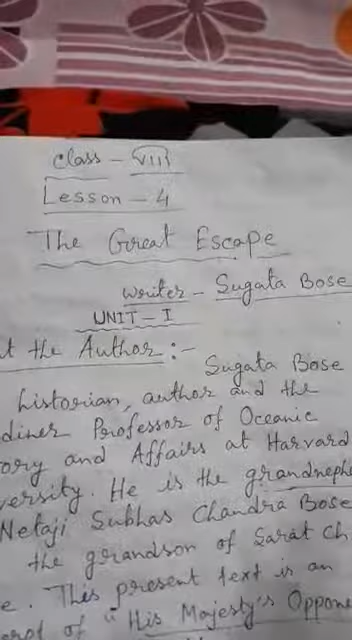 Class - VIII
Lesson - 4
The Great Escape
Writer - Sugata Bose
UNIT - I
t the Author :-
Sugata Bose
historian, author and the
diner Professor of Oceanic
ory and Affairs at Harvard
versity. He is the grandnephe
Netaji Subhas Chandra Bose
the grandson of Sarat Ch
e. This present text is an
erpt of "His Majesty's Oppone